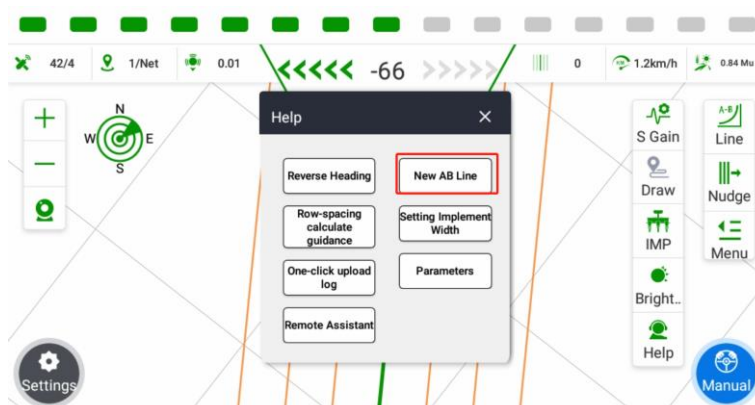 42/4
1/Net
0.01
<<<<< -66 >>>>>
0
1.2km/h
0.84 Mu
N
W
E
S
Help
Reverse Heading
New AB Line
Row-spacing
calculate
guidance
Setting Implement
Width
One-click upload
log
Parameters
Remote Assistant
S Gain
Draw
IMP
Bright..
Help
A-B
Line
Nudge
Menu
Settings
Manual